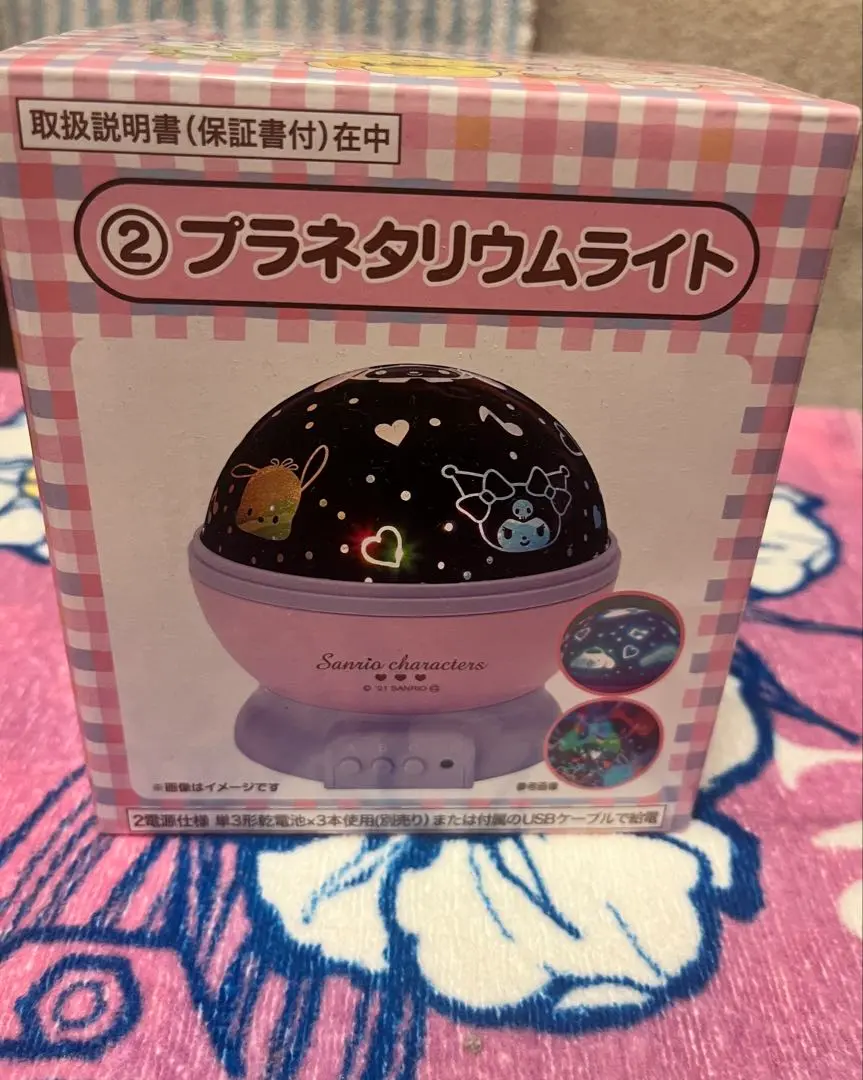 取扱説明書(保証書付)在中
②プラネタリウムライト
Sanrio characters
© '21 SANRIO
A B C
※画像はイメージです
参考画像
2電源仕様 単3形乾電池×3本使用(別売り)または付属のUSBケーブルで給電